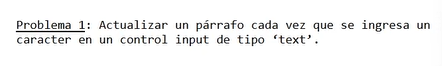 Problema 1: Actualizar un párrafo cada vez que se ingresa un
caracter en un control input de tipo ‘text’.